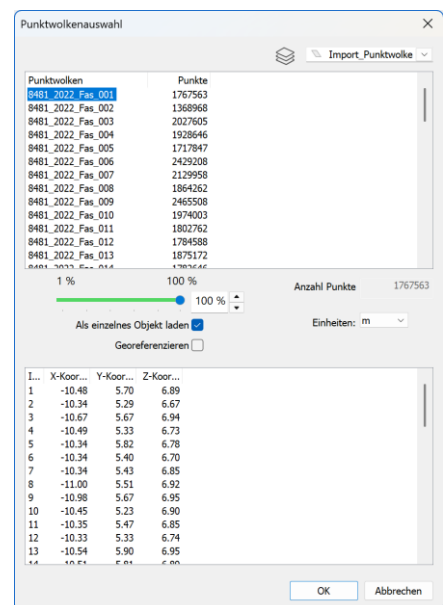 Punktwolkenauswahl
Import_Punktwolke
Punktwolken Punkte
8481_2022_Fas_001 1767563
8481_2022_Fas_002 1368968
8481_2022_Fas_003 2027605
8481_2022_Fas_004 1928646
8481_2022_Fas_005 1717847
8481_2022_Fas_006 2429208
8481_2022_Fas_007 2129958
8481_2022_Fas_008 1864262
8481_2022_Fas_009 2465508
8481_2022_Fas_010 1974003
8481_2022_Fas_011 1802762
8481_2022_Fas_012 1784588
8481_2022_Fas_013 1875172
8481_2022_Fas_014
1 % 100 %
100 %
Anzahl Punkte 1767563
Als einzelnes Objekt laden
Einheiten: m
Georeferenzieren
I... X-Koor... Y-Koor... Z-Koor...
1 -10.48 5.70 6.89
2 -10.34 5.29 6.67
3 -10.67 5.67 6.94
4 -10.49 5.33 6.73
5 -10.34 5.82 6.78
6 -10.34 5.40 6.70
7 -10.34 5.43 6.85
8 -11.00 5.51 6.92
9 -10.98 5.67 6.95
10 -10.45 5.23 6.90
11 -10.35 5.47 6.85
12 -10.33 5.33 6.74
13 -10.54 5.90 6.95
14 -10.51 5.81
OK Abbrechen